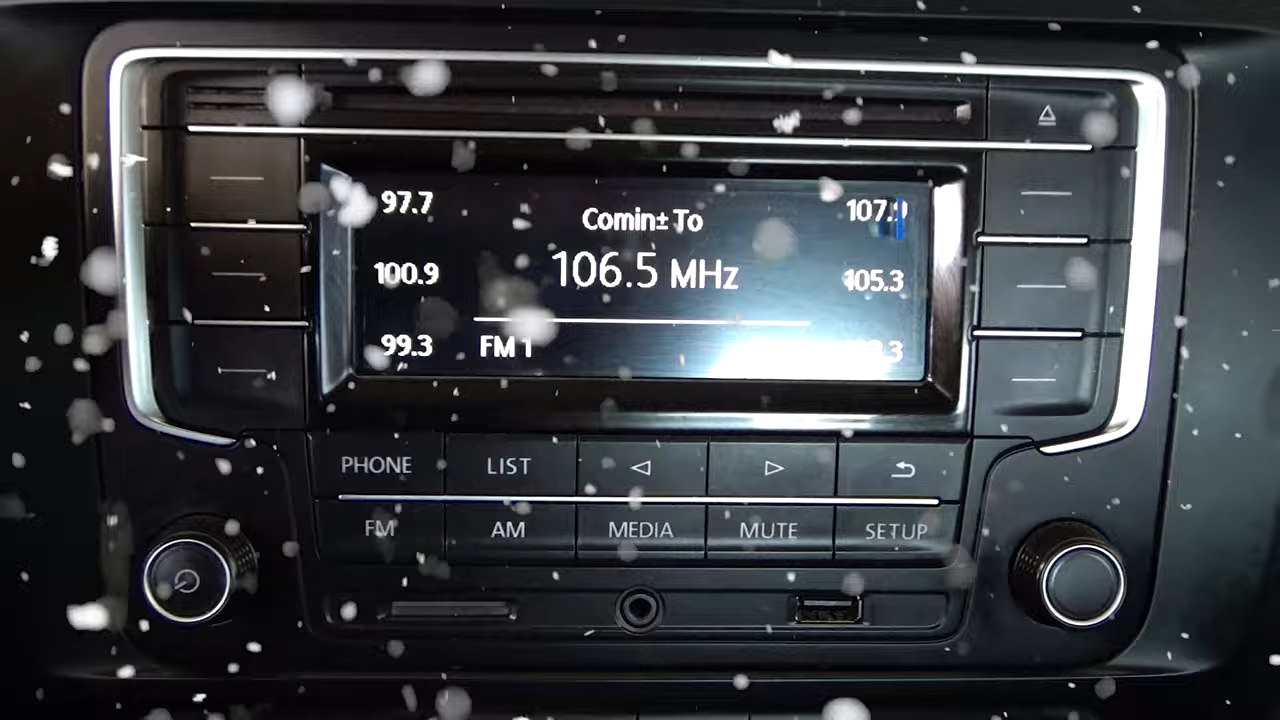 97.7
Comin± To
107.9
106.5 MHz
100.9
105.3
99.3
FM 1
PHONE
LIST
FM
AM
MEDIA
MUTE
SETUP